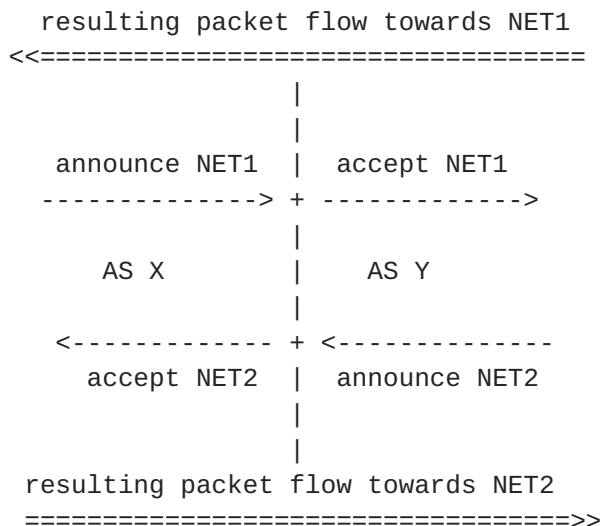 resulting packet flow towards NET1
<<===================================
|
|
announce NET1 | accept NET1
--------------> + ------------->
|
AS X | AS Y
|
<------------- + <--------------
accept NET2 | announce NET2
|
|
resulting packet flow towards NET2
===================================>>